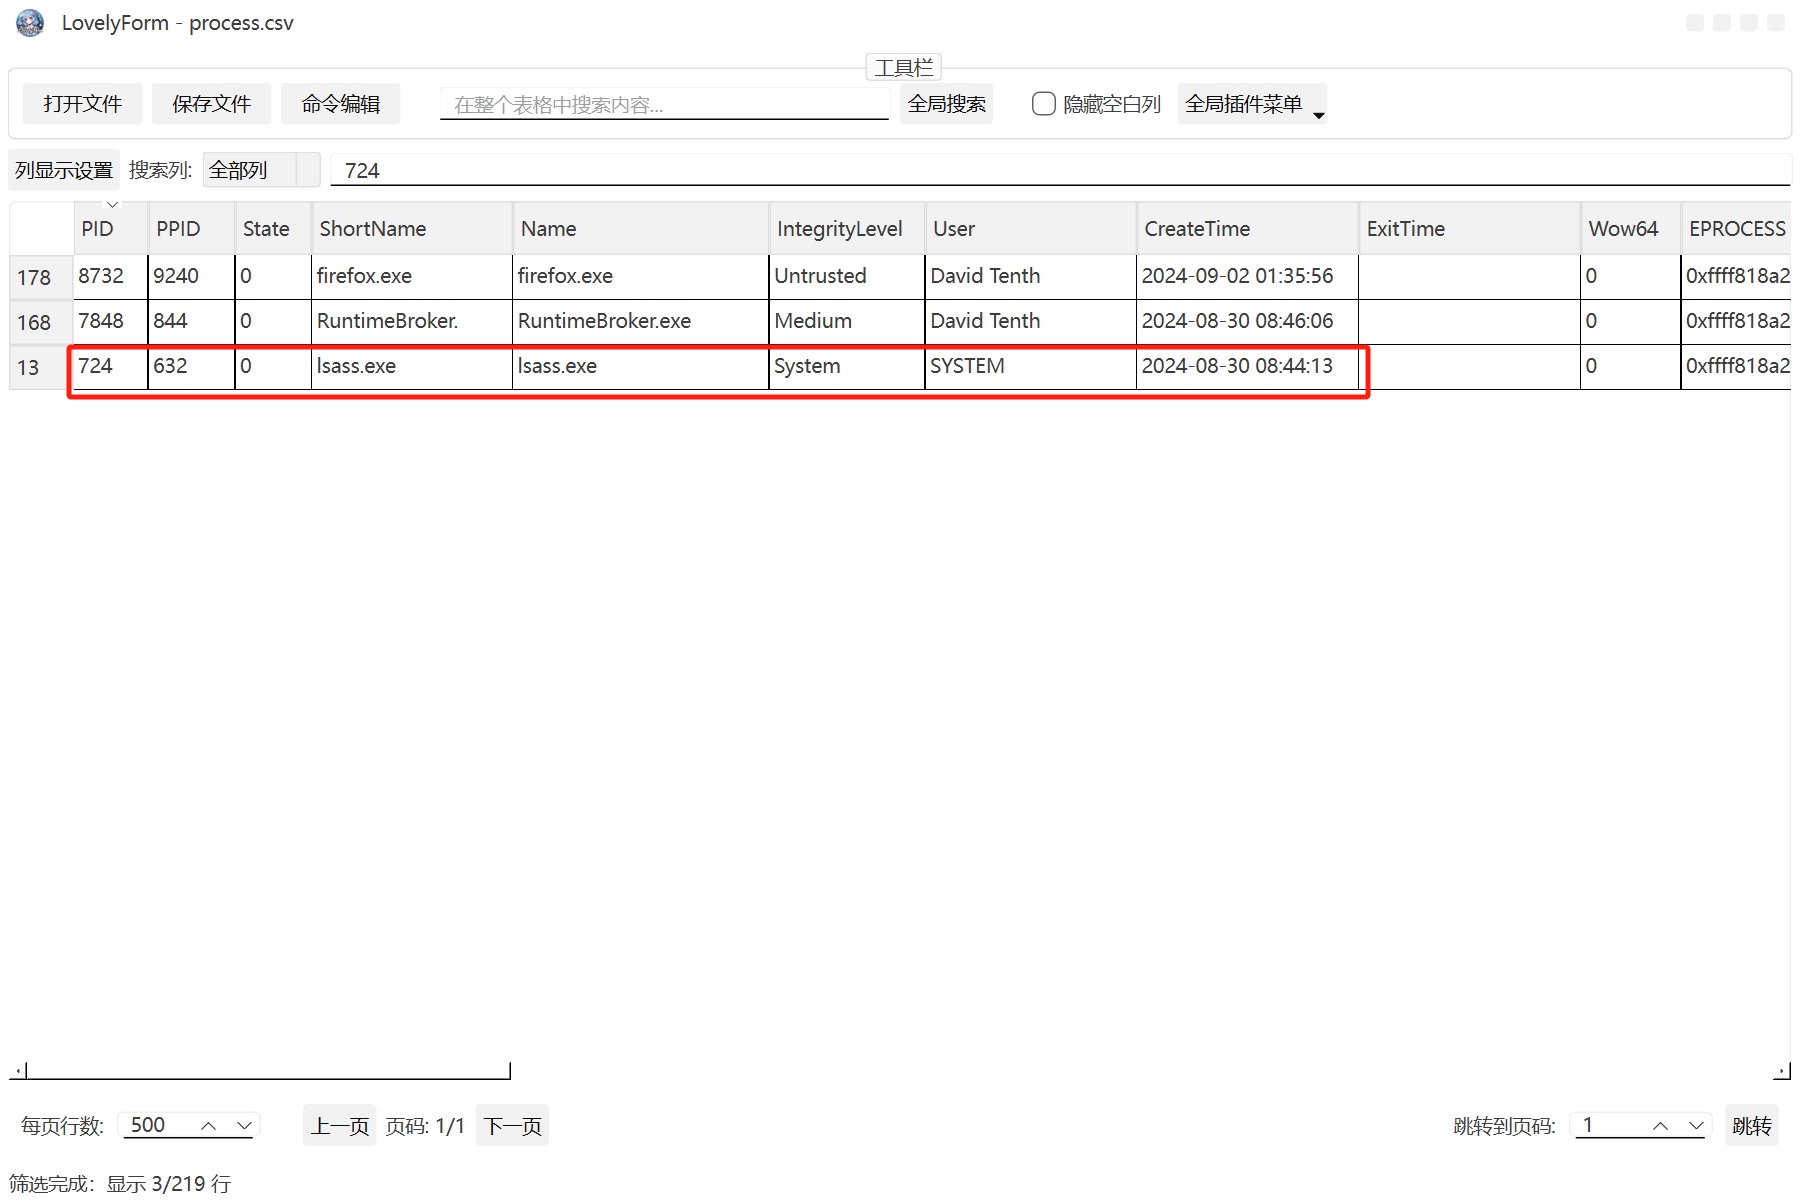 LovelyForm - process.csv
工具栏
打开文件 保存文件 命令编辑 在整个表格中搜索内容... 全局搜索 隐藏空白列 全局插件菜单
列显示设置 搜索列: 全部列 724
PID PPID State ShortName Name IntegrityLevel User CreateTime ExitTime Wow64 EPROCESS
178 8732 9240 0 firefox.exe firefox.exe Untrusted David Tenth 2024-09-02 01:35:56 0 0xffff818a2
168 7848 844 0 RuntimeBroker. RuntimeBroker.exe Medium David Tenth 2024-08-30 08:46:06 0 0xffff818a2
13 724 632 0 lsass.exe lsass.exe System SYSTEM 2024-08-30 08:44:13 0 0xffff818a2
每页行数: 500 上一页 页码: 1/1 下一页 跳转到页码: 1 跳转
筛选完成：显示 3/219 行